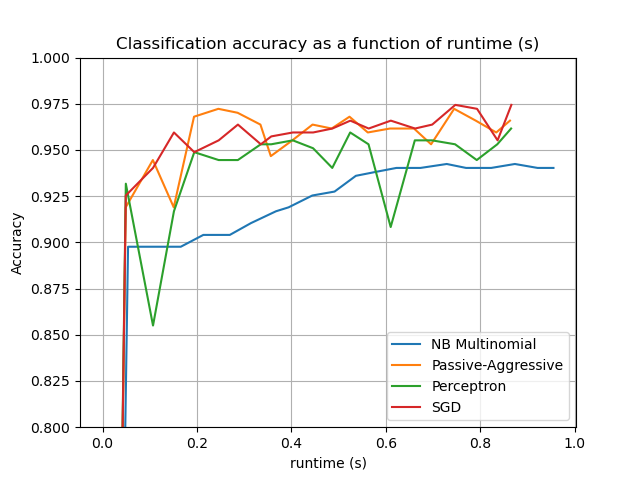 Classification accuracy as a function of runtime (s)
1.000
0.975
0.950
0.925
0.900
0.875
0.850
0.825
0.800
Accuracy
NB Multinomial
Passive-Aggressive
Perceptron
SGD
0.0 0.2 0.4 0.6 0.8 1.0
runtime (s)